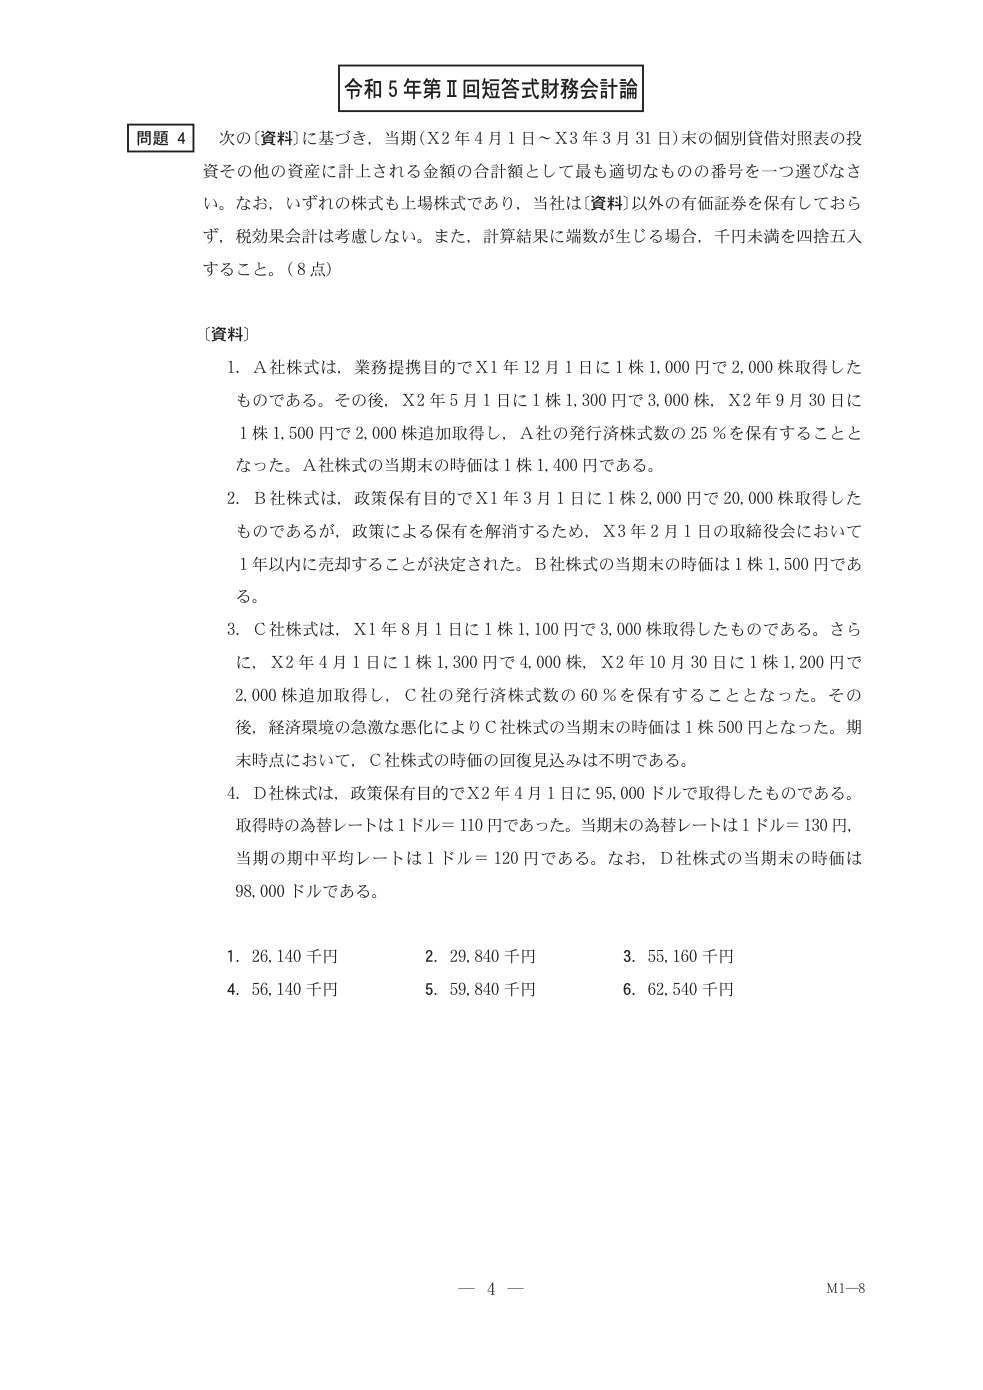 令和5年第Ⅱ回短答式財務会計論
問題 4 次の〔資料〕に基づき，当期(X2年4月1日～X3年3月31日)末の個別貸借対照表の投
資その他の資産に計上される金額の合計額として最も適切なものの番号を一つ選びなさ
い。なお，いずれの株式も上場株式であり，当社は〔資料〕以外の有価証券を保有しておら
ず，税効果会計は考慮しない。また，計算結果に端数が生じる場合，千円未満を四捨五入
すること。(8点)
〔資料〕
1. A社株式は，業務提携目的でX1年12月1日に1株1,000円で2,000株取得した
ものである。その後，X2年5月1日に1株1,300円で3,000株，X2年9月30日に
1株1,500円で2,000株追加取得し，A社の発行済株式数の25％を保有することと
なった。A社株式の当期末の時価は1株1,400円である。
2. B社株式は，政策保有目的でX1年3月1日に1株2,000円で20,000株取得した
ものであるが，政策による保有を解消するため，X3年2月1日の取締役会において
1年以内に売却することが決定された。B社株式の当期末の時価は1株1,500円であ
る。
3. C社株式は，X1年8月1日に1株1,100円で3,000株取得したものである。さら
に，X2年4月1日に1株1,300円で4,000株，X2年10月30日に1株1,200円で
2,000株追加取得し，C社の発行済株式数の60％を保有することとなった。その
後，経済環境の急激な悪化によりC社株式の当期末の時価は1株500円となった。期
末時点において，C社株式の時価の回復見込みは不明である。
4. D社株式は，政策保有目的でX2年4月1日に95,000ドルで取得したものである。
取得時の為替レートは1ドル＝110円であった。当期末の為替レートは1ドル＝130円，
当期の期中平均レートは1ドル＝120円である。なお，D社株式の当期末の時価は
98,000ドルである。
1. 26,140千円 2. 29,840千円 3. 55,160千円
4. 56,140千円 5. 59,840千円 6. 62,540千円
— 4 — M1—8